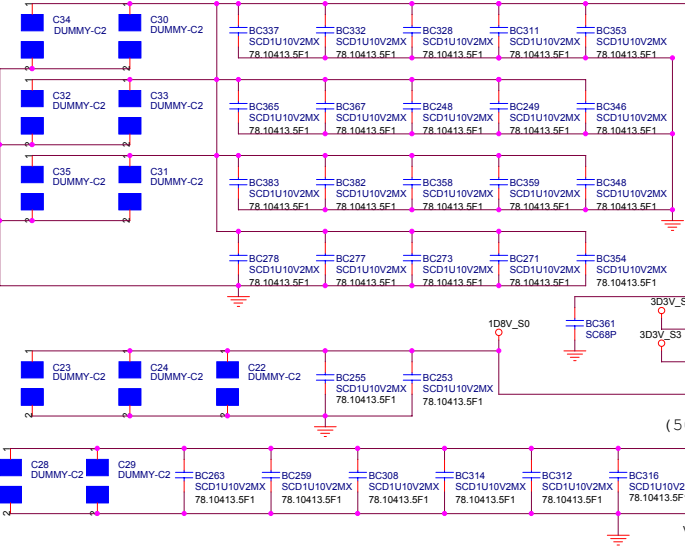 C34
DUMMY-C2
C30
DUMMY-C2
BC337
SCD1U10V2MX
78.10413.5F1
BC332
SCD1U10V2MX
78.10413.5F1
BC328
SCD1U10V2MX
78.10413.5F1
BC311
SCD1U10V2MX
78.10413.5F1
BC353
SCD1U10V2MX
78.10413.5F1
C32
DUMMY-C2
C33
DUMMY-C2
BC365
SCD1U10V2MX
78.10413.5F1
BC367
SCD1U10V2MX
78.10413.5F1
BC248
SCD1U10V2MX
78.10413.5F1
BC249
SCD1U10V2MX
78.10413.5F1
BC346
SCD1U10V2MX
78.10413.5F1
C35
DUMMY-C2
C31
DUMMY-C2
BC383
SCD1U10V2MX
78.10413.5F1
BC382
SCD1U10V2MX
78.10413.5F1
BC358
SCD1U10V2MX
78.10413.5F1
BC359
SCD1U10V2MX
78.10413.5F1
BC348
SCD1U10V2MX
78.10413.5F1
BC278
SCD1U10V2MX
78.10413.5F1
BC277
SCD1U10V2MX
78.10413.5F1
BC273
SCD1U10V2MX
78.10413.5F1
BC271
SCD1U10V2MX
78.10413.5F1
BC354
SCD1U10V2MX
78.10413.5F1
1D8V_S0
BC361
SC68P
3D3V_S
3D3V_S3
C23
DUMMY-C2
C24
DUMMY-C2
C22
DUMMY-C2
BC255
SCD1U10V2MX
78.10413.5F1
BC253
SCD1U10V2MX
78.10413.5F1
(5
C28
DUMMY-C2
C29
DUMMY-C2
BC263
SCD1U10V2MX
78.10413.5F1
BC259
SCD1U10V2MX
78.10413.5F1
BC308
SCD1U10V2MX
78.10413.5F1
BC314
SCD1U10V2MX
78.10413.5F1
BC312
SCD1U10V2MX
78.10413.5F1
BC316
SCD1U10V2
78.10413.5F